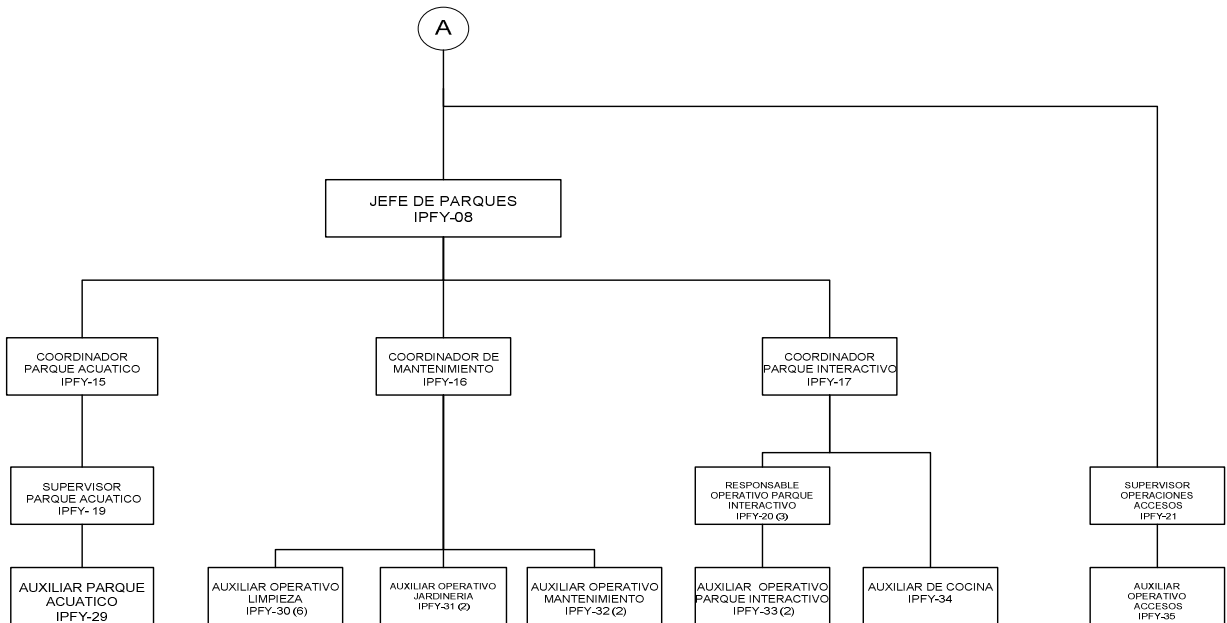 A
JEFE DE PARQUES
IPFY-08
COORDINADOR
PARQUE ACUATICO
IPFY-15
COORDINADOR DE
MANTENIMIENTO
IPFY-16
COORDINADOR
PARQUE INTERACTIVO
IPFY-17
SUPERVISOR
PARQUE ACUATICO
IPFY- 19
RESPONSABLE
OPERATIVO PARQUE
INTERACTIVO
IPFY-20 (3)
SUPERVISOR
OPERACIONES
ACCESOS
IPFY-21
AUXILIAR PARQUE
ACUATICO
IPFY-29
AUXILIAR OPERATIVO
LIMPIEZA
IPFY-30 (6)
AUXILIAR OPERATIVO
JARDINERIA
IPFY-31 (2)
AUXILIAR OPERATIVO
MANTENIMIENTO
IPFY-32 (2)
AUXILIAR OPERATIVO
PARQUE INTERACTIVO
IPFY-33 (2)
AUXILIAR DE COCINA
IPFY-34
AUXILIAR
OPERATIVO
ACCESOS
IPFY-35